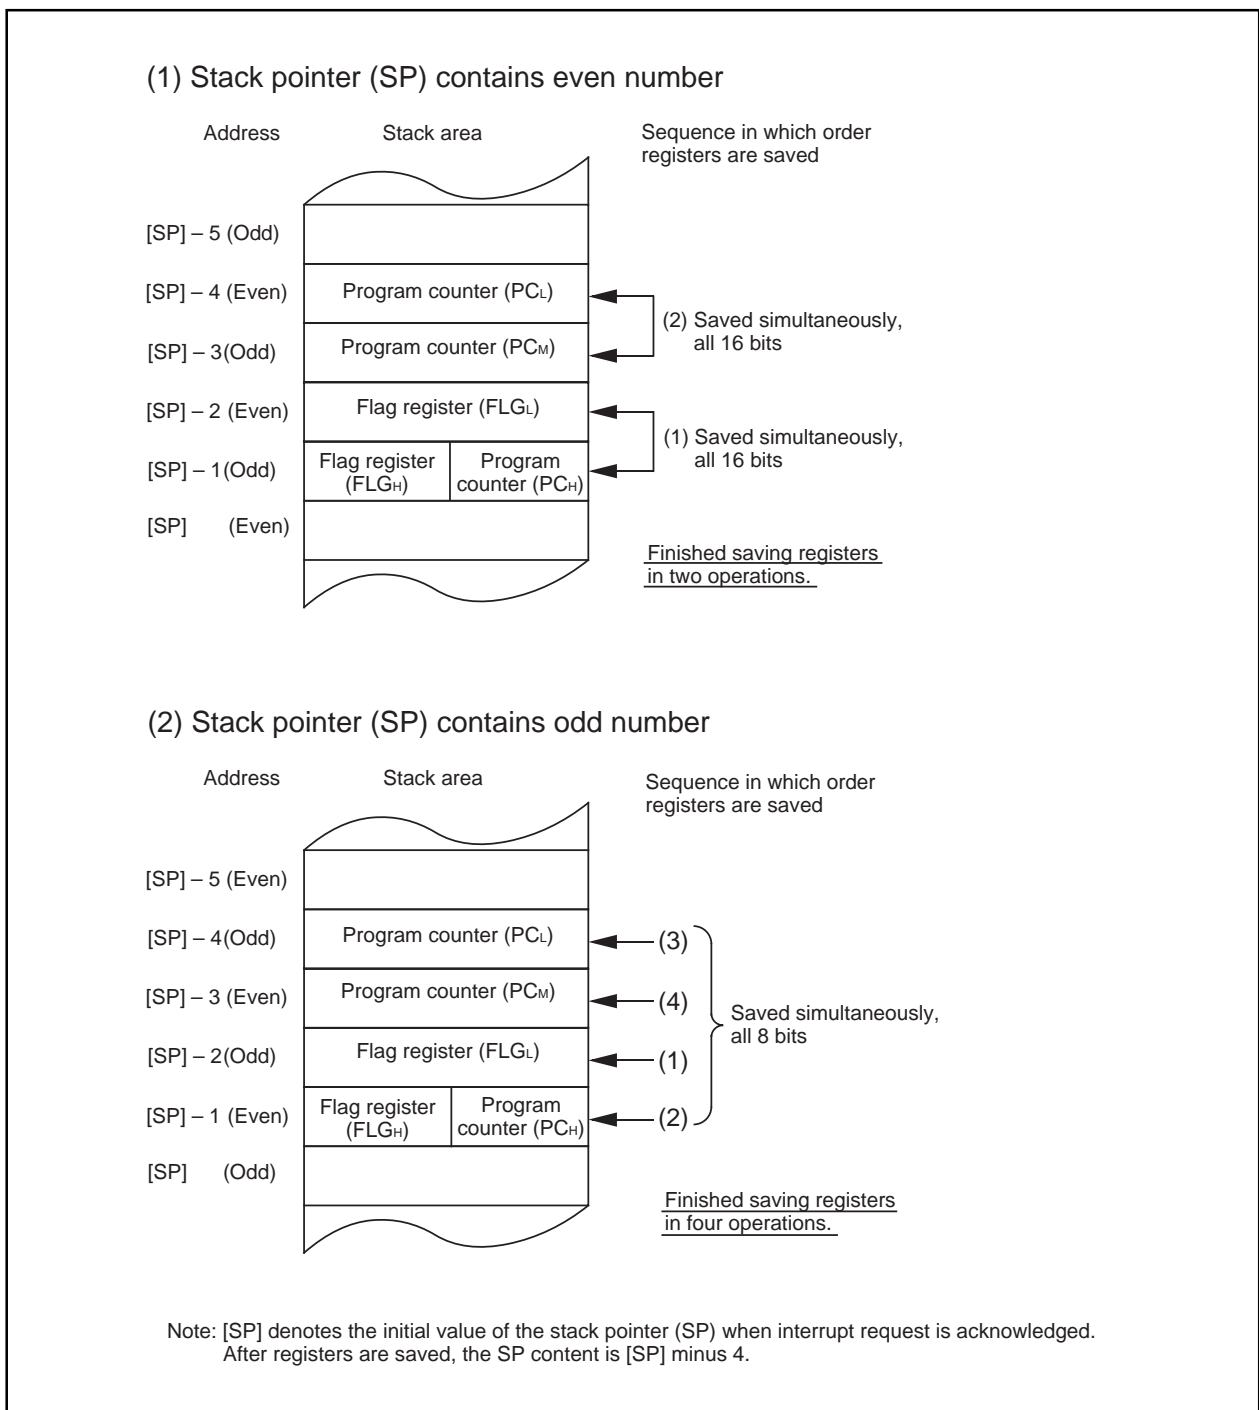 (1) Stack pointer (SP) contains even number
Address
Stack area
Sequence in which order
registers are saved
[SP] – 5 (Odd)
[SP] – 4 (Even)
Program counter (PCL)
[SP] – 3(Odd)
Program counter (PCM)
(2) Saved simultaneously,
all 16 bits
[SP] – 2 (Even)
Flag register (FLGL)
[SP] – 1(Odd)
Flag register
(FLGH)
Program
counter (PCH)
(1) Saved simultaneously,
all 16 bits
[SP] (Even)
Finished saving registers
in two operations.
(2) Stack pointer (SP) contains odd number
Address
Stack area
Sequence in which order
registers are saved
[SP] – 5 (Even)
[SP] – 4(Odd)
Program counter (PCL)
(3)
[SP] – 3 (Even)
Program counter (PCM)
(4)
Saved simultaneously,
all 8 bits
[SP] – 2(Odd)
Flag register (FLGL)
(1)
[SP] – 1 (Even)
Flag register
(FLGH)
Program
counter (PCH)
(2)
[SP] (Odd)
Finished saving registers
in four operations.
Note: [SP] denotes the initial value of the stack pointer (SP) when interrupt request is acknowledged.
After registers are saved, the SP content is [SP] minus 4.